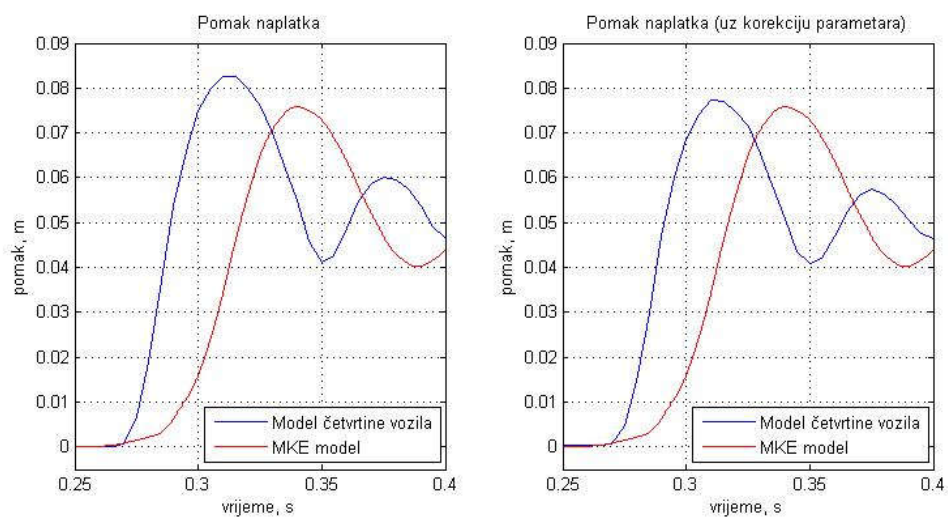 Pomak naplatka
0.09
0.08
0.07
0.06
0.05
0.04
0.03
0.02
0.01
0
pomak, m
0.25
0.3
0.35
0.4
vrijeme, s
Model četvrtine vozila
MKE model
Pomak naplatka (uz korekciju parametara)
0.09
0.08
0.07
0.06
0.05
0.04
0.03
0.02
0.01
0
pomak, m
0.25
0.3
0.35
0.4
vrijeme, s
Model četvrtine vozila
MKE model